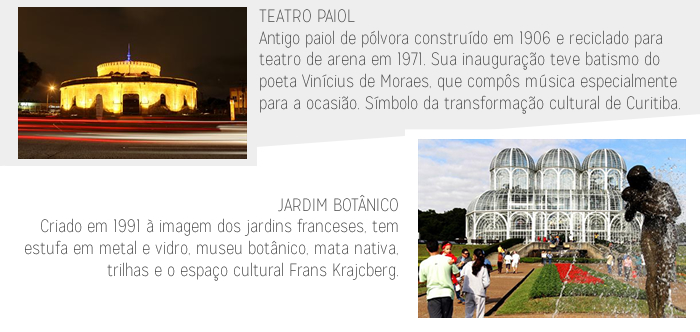 TEATRO PAIOL
Antigo paiol de pólvora construído em 1906 e reciclado para
teatro de arena em 1971. Sua inauguração teve batismo do
poeta Vinícius de Moraes, que compôs música especialmente
para a ocasião. Símbolo da transformação cultural de Curitiba.
JARDIM BOTÂNICO
Criado em 1991 à imagem dos jardins franceses, tem
estufa em metal e vidro, museu botânico, mata nativa,
trilhas e o espaço cultural Frans Krajcberg.